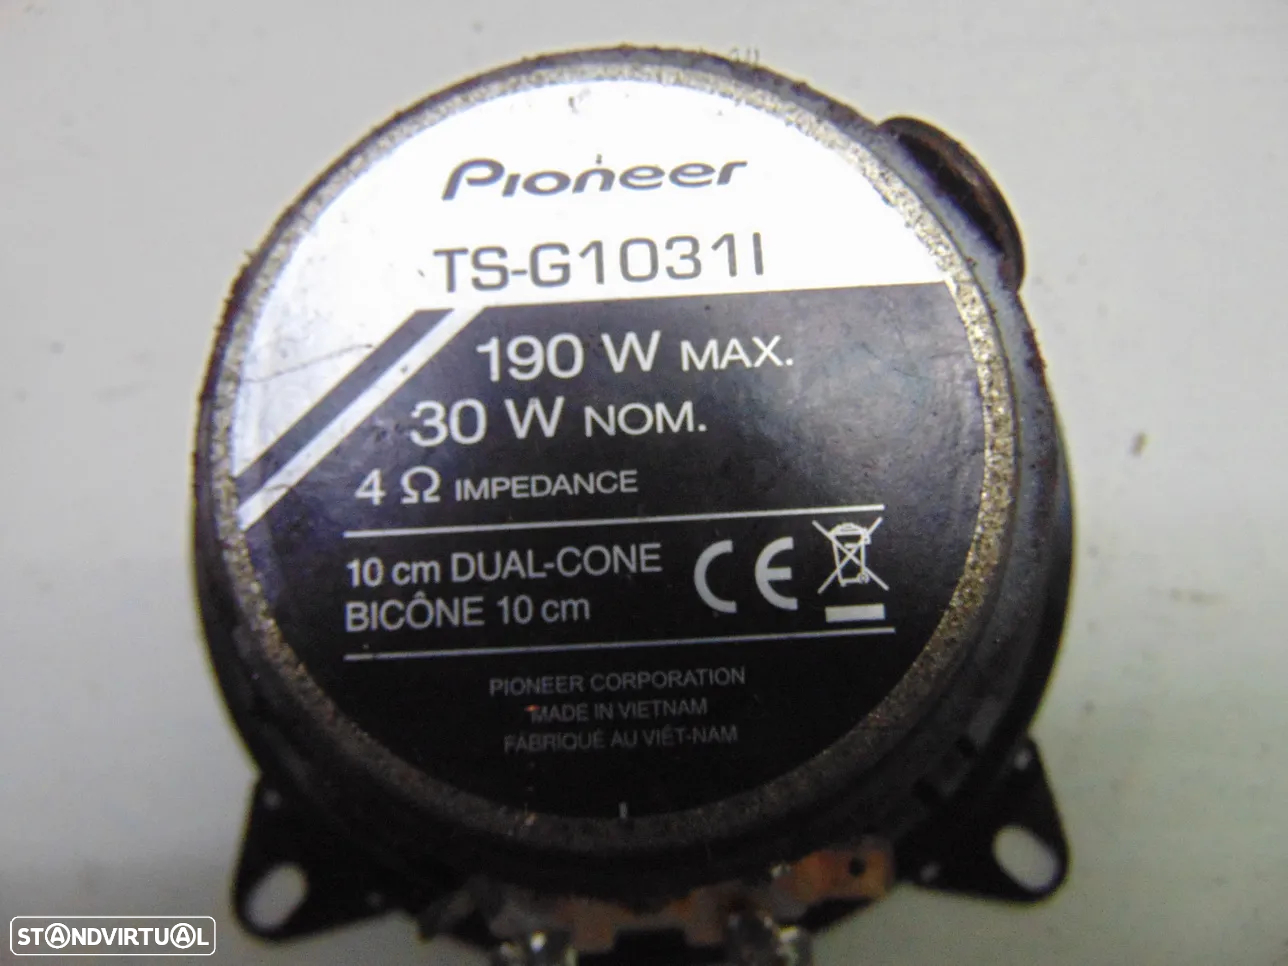 Pioneer
TS-G1031I
190 W MAX.
30 W NOM.
4 Ω IMPEDANCE
10 cm DUAL-CONE
BICÔNE 10 cm
CE
PIONEER CORPORATION
MADE IN VIETNAM
FABRIQUÉ AU VIÊT-NAM
STANDVIRTUAL